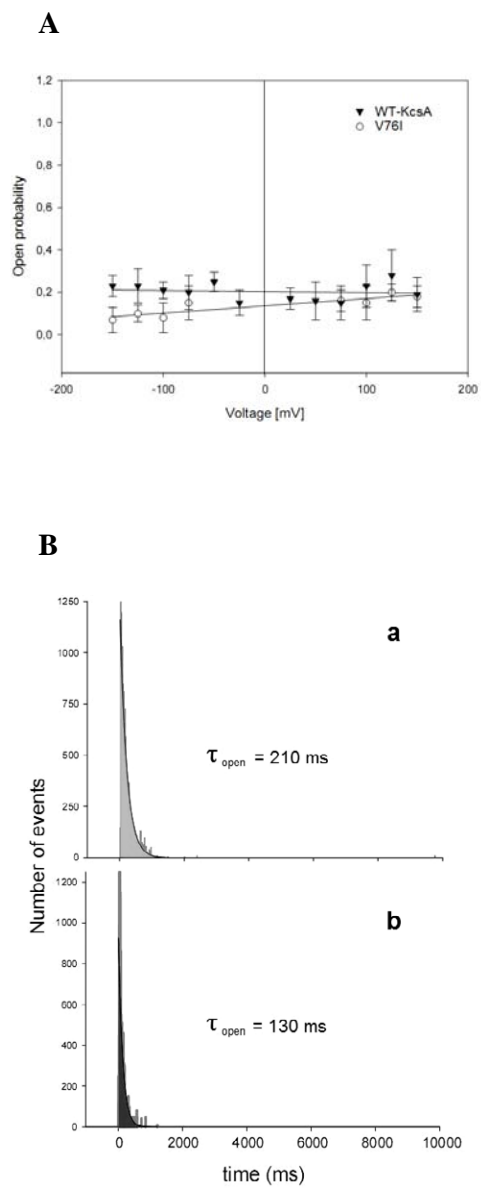 A
1,2
1,0
0,8
0,6
0,4
0,2
0,0
Open probability
WT-KcsA
V76I
-200
-100
0
100
200
Voltage [mV]
B
1250
1000
750
500
250
0
a
τ open = 210 ms
Number of events
1200
1000
800
600
400
200
0
b
τ open = 130 ms
0
2000
4000
6000
8000
10000
time (ms)